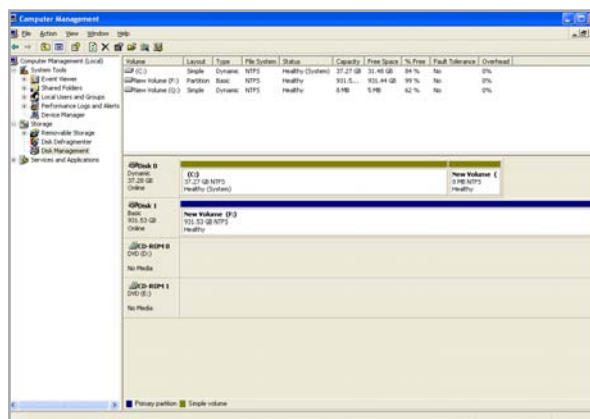 Computer Management
File Action View Window Help
Computer Management (Local)
System Tools
Event Viewer
Shared Folders
Local Users and Groups
Performance Logs and Alerts
Device Manager
Storage
Removable Storage
Disk Defragmenter
Disk Management
Services and Applications
Volume Layout Type File System Status Capacity Free Space % Free Fault Tolerance Overhead
(C:) Simple Dynamic NTFS Healthy (System) 37.27 GB 31.48 GB 84 % No 0%
New Volume (F:) Partition Basic NTFS Healthy 931.5... 931.44 GB 99 % No 0%
New Volume (G:) Simple Dynamic NTFS Healthy 8 MB 5 MB 62 % No 0%
Disk 0
Dynamic
37.28 GB
Online
(C:)
37.27 GB NTFS
Healthy (System)
New Volume (
8 MB NTFS
Healthy
Disk 1
Basic
931.53 GB
Online
New Volume (F:)
931.53 GB NTFS
Healthy
CD-ROM 0
DVD (D:)
No Media
CD-ROM 1
DVD (E:)
No Media
Primary partition Simple volume